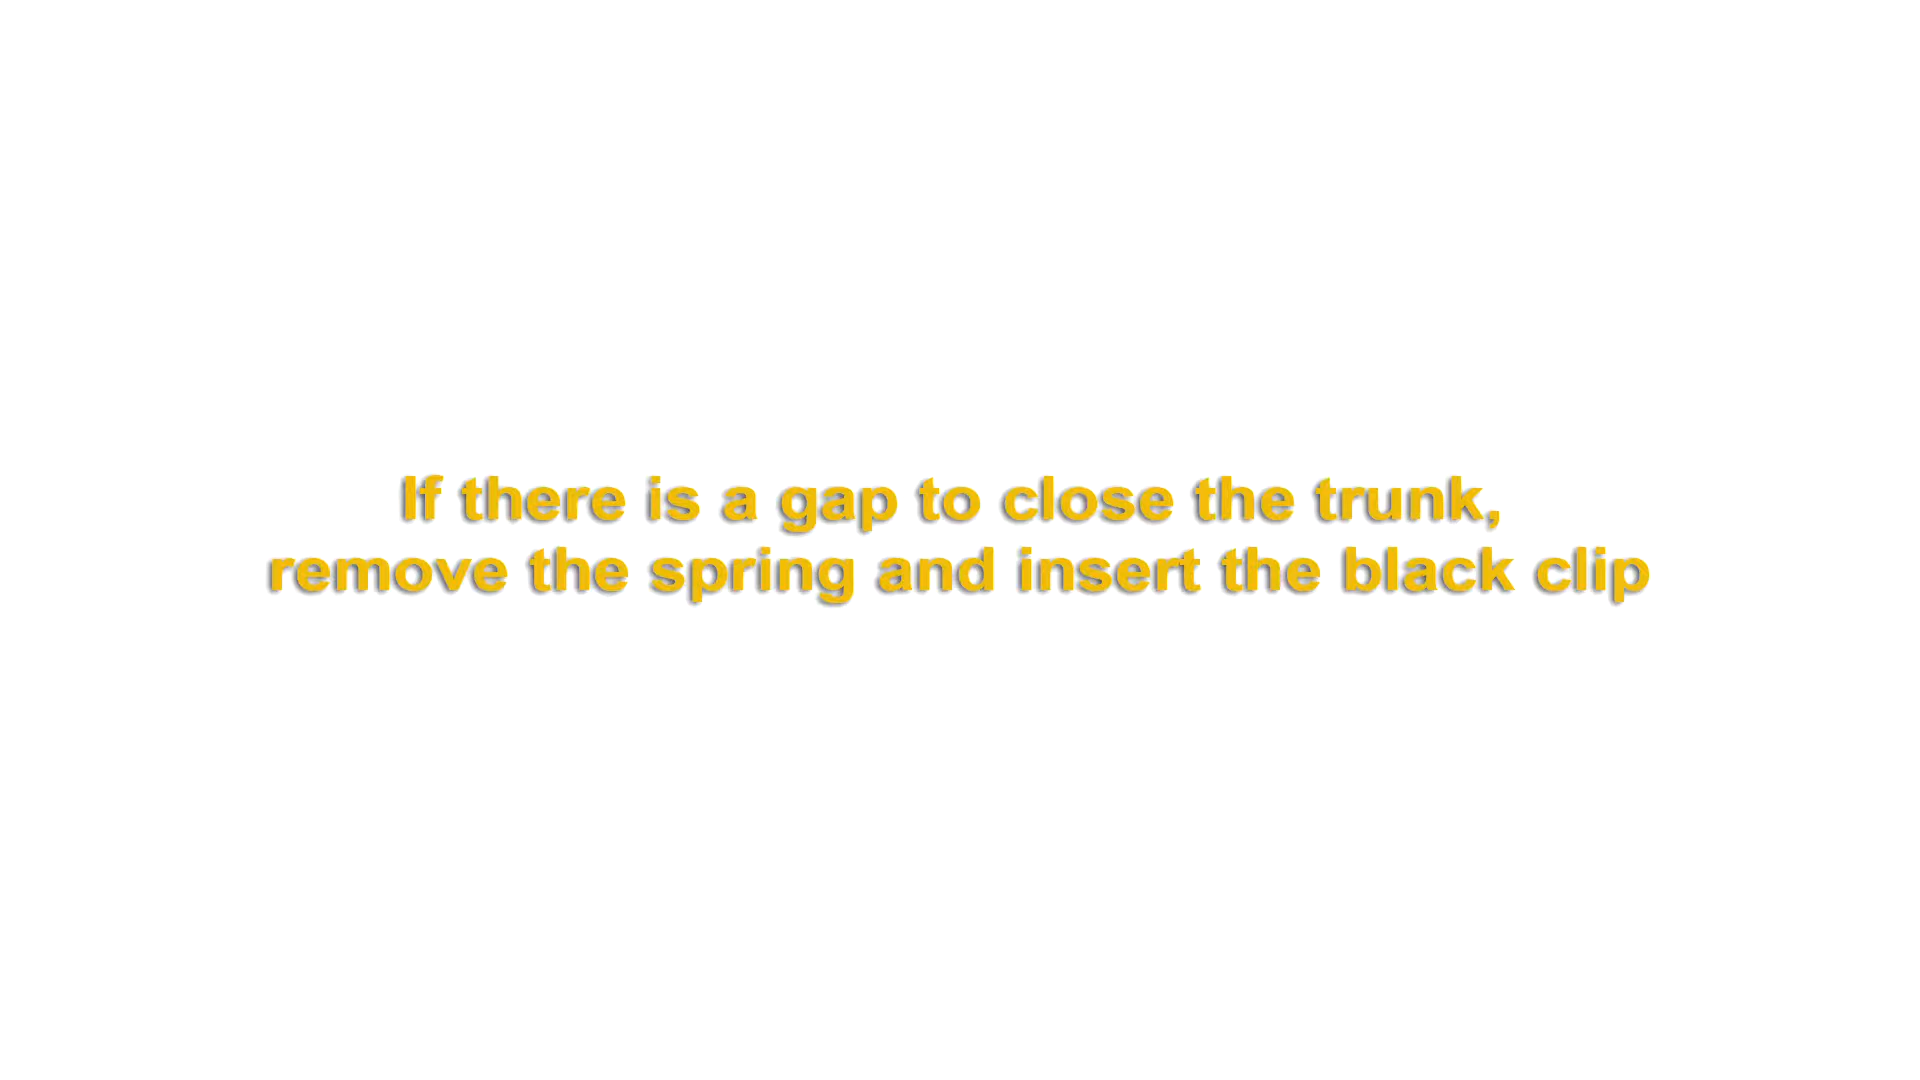 If there is a gap to close the trunk,
remove the spring and insert the black clip